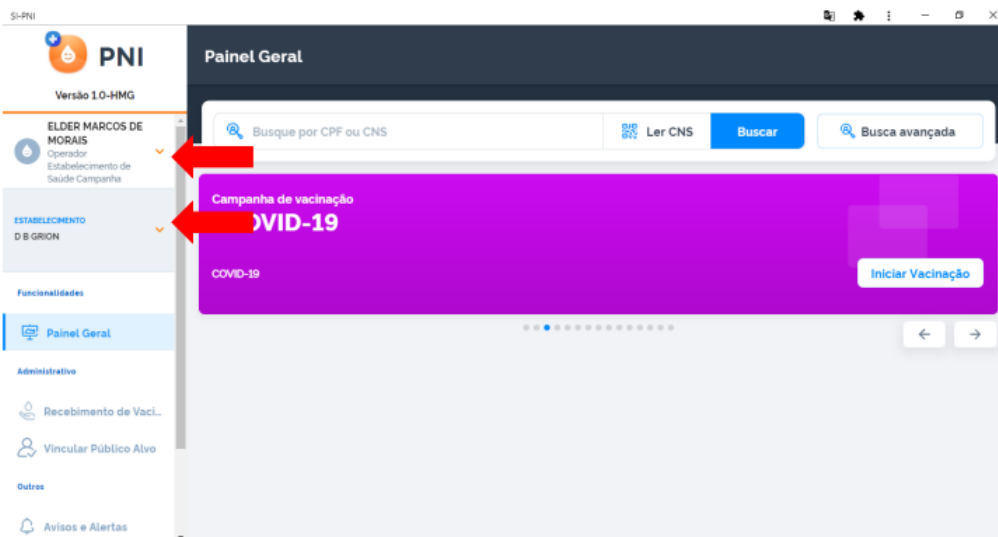 SI-PNI
PNI
Versão 1.0-HMG
ELDER MARCOS DE
MORAIS
Operador
Estabelecimento de
Saúde Campanha
ESTABELECIMENTO
D B GRION
Funcionalidades
Painel Geral
Administrativo
Recebimento de Vaci...
Vincular Público Alvo
Outros
Avisos e Alertas
Painel Geral
Busque por CPF ou CNS
Ler CNS
Buscar
Busca avançada
Campanha de vacinação
OVID-19
COVID-19
Iniciar Vacinação